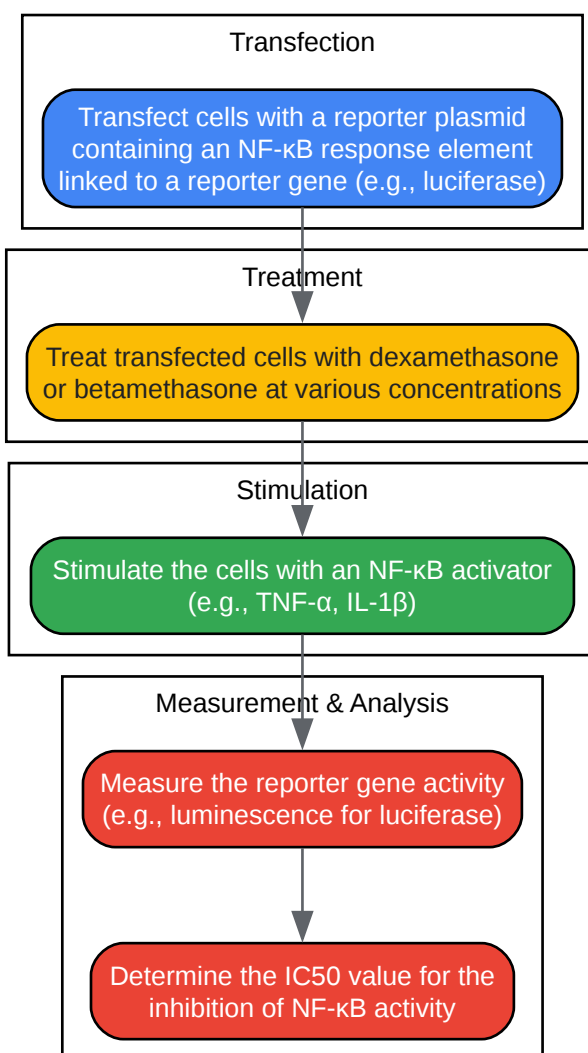 Transfection
Transfect cells with a reporter plasmid
containing an NF-κB response element
linked to a reporter gene (e.g., luciferase)
Treatment
Treat transfected cells with dexamethasone
or betamethasone at various concentrations
Stimulation
Stimulate the cells with an NF-κB activator
(e.g., TNF-α, IL-1β)
Measurement & Analysis
Measure the reporter gene activity
(e.g., luminescence for luciferase)
Determine the IC50 value for the
inhibition of NF-κB activity